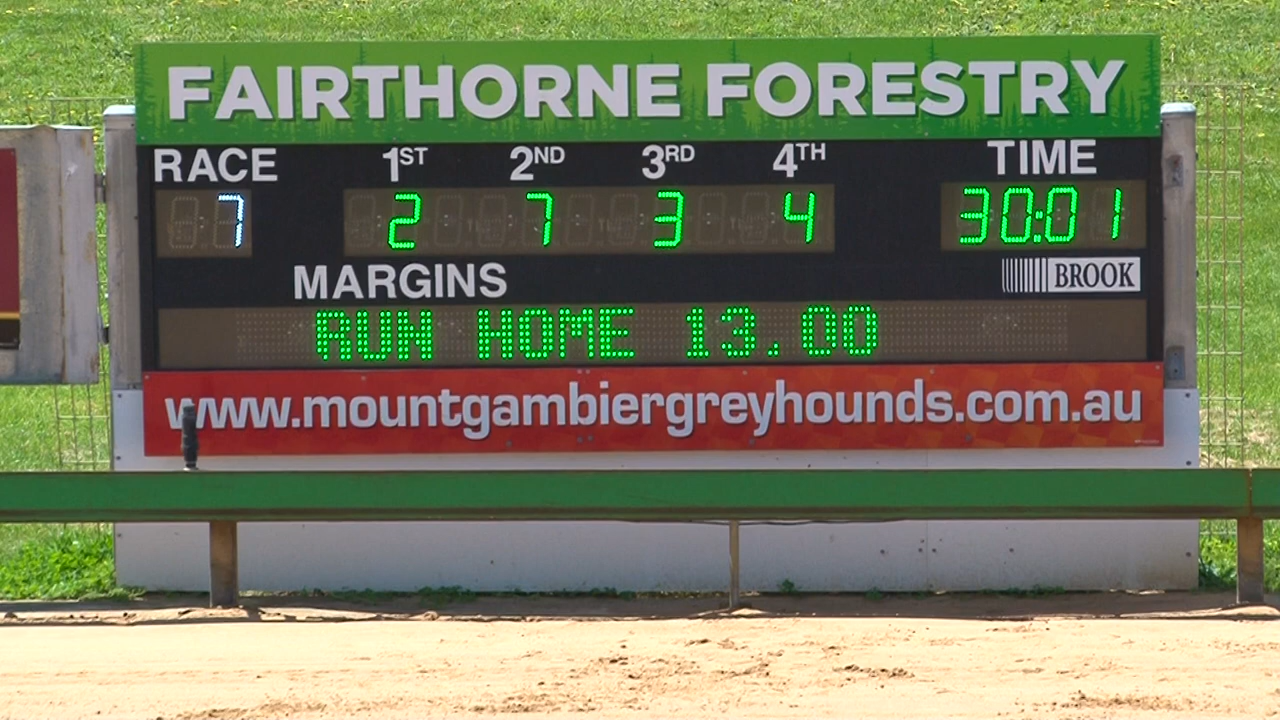 FAIRTHORNE FORESTRY
RACE 1ST 2ND 3RD 4TH TIME
7 2 7 3 4 30:01
MARGINS BROOK
RUN HOME 13.00
www.mountgambiergreyhounds.com.au